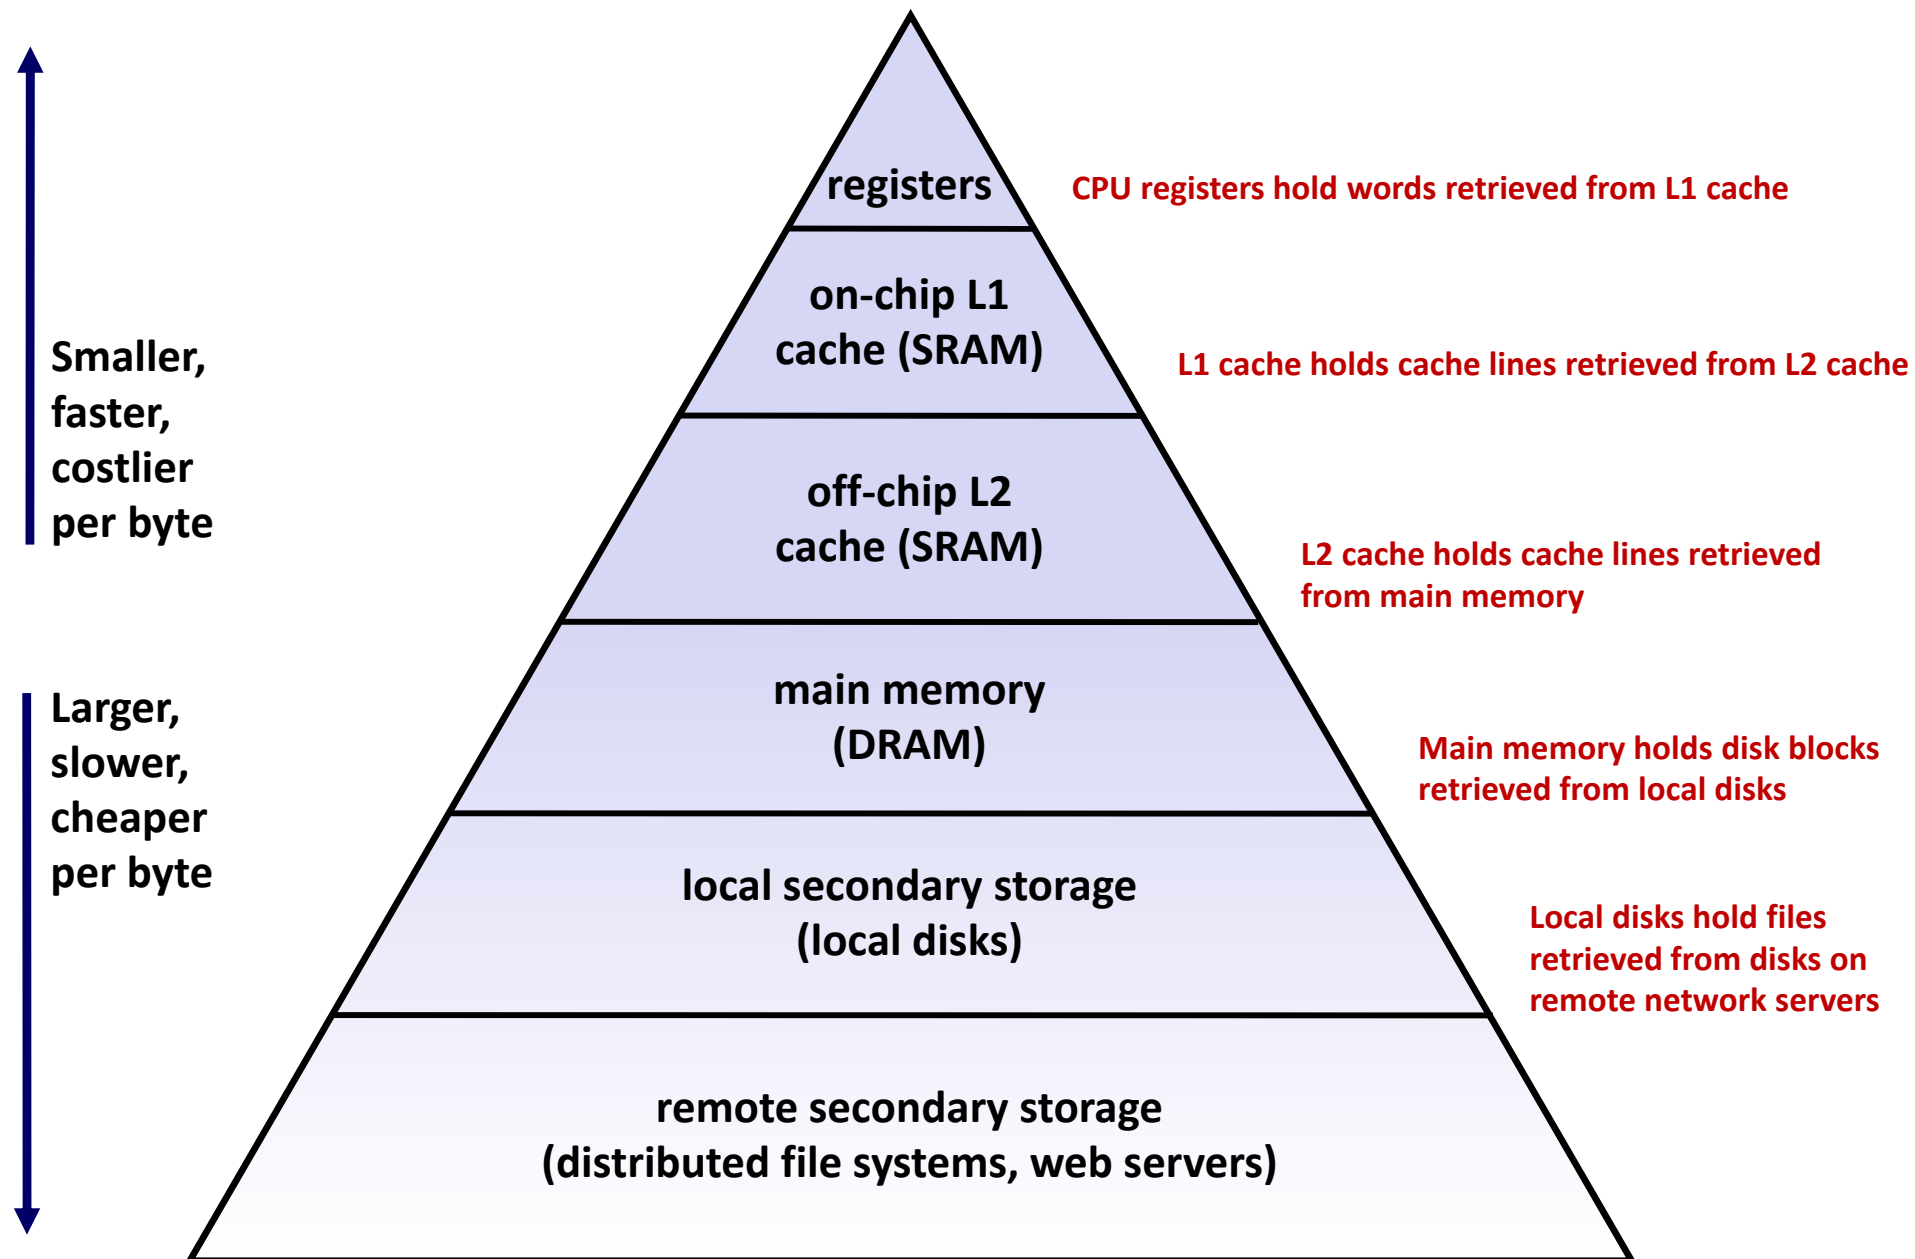 registers
CPU registers hold words retrieved from L1 cache
on-chip L1
cache (SRAM)
L1 cache holds cache lines retrieved from L2 cache
Smaller,
faster,
costlier
per byte
off-chip L2
cache (SRAM)
L2 cache holds cache lines retrieved
from main memory
Larger,
slower,
cheaper
per byte
main memory
(DRAM)
Main memory holds disk blocks
retrieved from local disks
local secondary storage
(local disks)
Local disks hold files
retrieved from disks on
remote network servers
remote secondary storage
(distributed file systems, web servers)